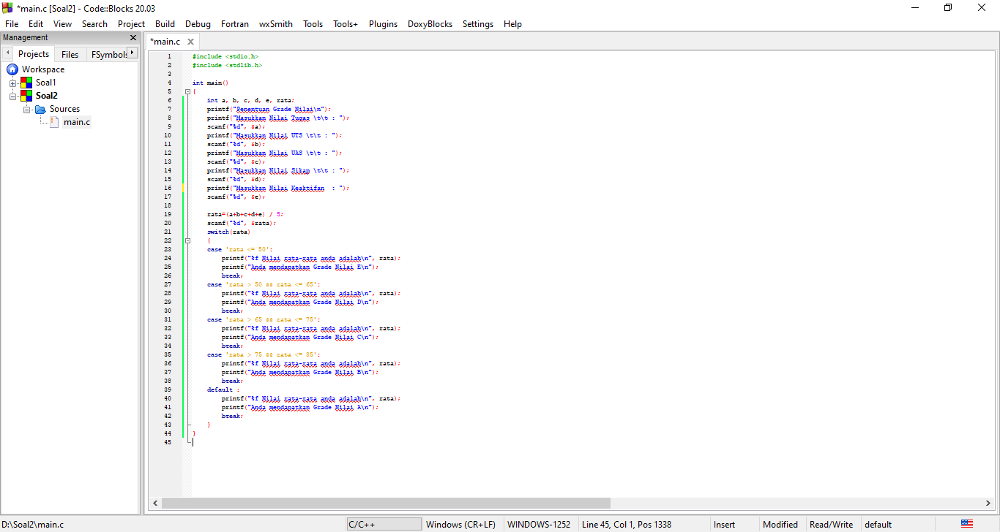 *main.c [Soal2] - Code::Blocks 20.03
File Edit View Search Project Build Debug Fortran wxSmith Tools Tools+ Plugins DoxyBlocks Settings Help
Management
Projects Files FSymbols
Workspace
Soal1
Soal2
Sources
main.c
*main.c
1 #include <stdio.h>
2 #include <stdlib.h>
3
4 int main()
5 {
6 int a, b, c, d, e, rata;
7 printf("Penentuan Grade Nilai\n");
8 printf("Masukkan Nilai Tugas \t\t : ");
9 scanf("%d", &a);
10 printf("Masukkan Nilai UTS \t\t : ");
11 scanf("%d", &b);
12 printf("Masukkan Nilai UAS \t\t : ");
13 scanf("%d", &c);
14 printf("Masukkan Nilai Sikap \t\t : ");
15 scanf("%d", &d);
16 printf("Masukkan Nilai Keaktifan  : ");
17 scanf("%d", &e);
18
19 rata=(a+b+c+d+e) / 5;
20 scanf("%d", &rata);
21 switch(rata)
22 {
23 case 'rata <= 50':
24 printf("%f Nilai rata-rata anda adalah\n", rata);
25 printf("Anda mendapatkan Grade Nilai E\n");
26 break;
27 case 'rata > 50 && rata <= 65':
28 printf("%f Nilai rata-rata anda adalah\n", rata);
29 printf("Anda mendapatkan Grade Nilai D\n");
30 break;
31 case 'rata > 65 && rata <= 75':
32 printf("%f Nilai rata-rata anda adalah\n", rata);
33 printf("Anda mendapatkan Grade Nilai C\n");
34 break;
35 case 'rata > 75 && rata <= 85':
36 printf("%f Nilai rata-rata anda adalah\n", rata);
37 printf("Anda mendapatkan Grade Nilai B\n");
38 break;
39 default :
40 printf("%f Nilai rata-rata anda adalah\n", rata);
41 printf("Anda mendapatkan Grade Nilai A\n");
42 break;
43 }
44 }
45
D:\Soal2\main.c C/C++ Windows (CR+LF) WINDOWS-1252 Line 45, Col 1, Pos 1338 Insert Modified Read/Write default